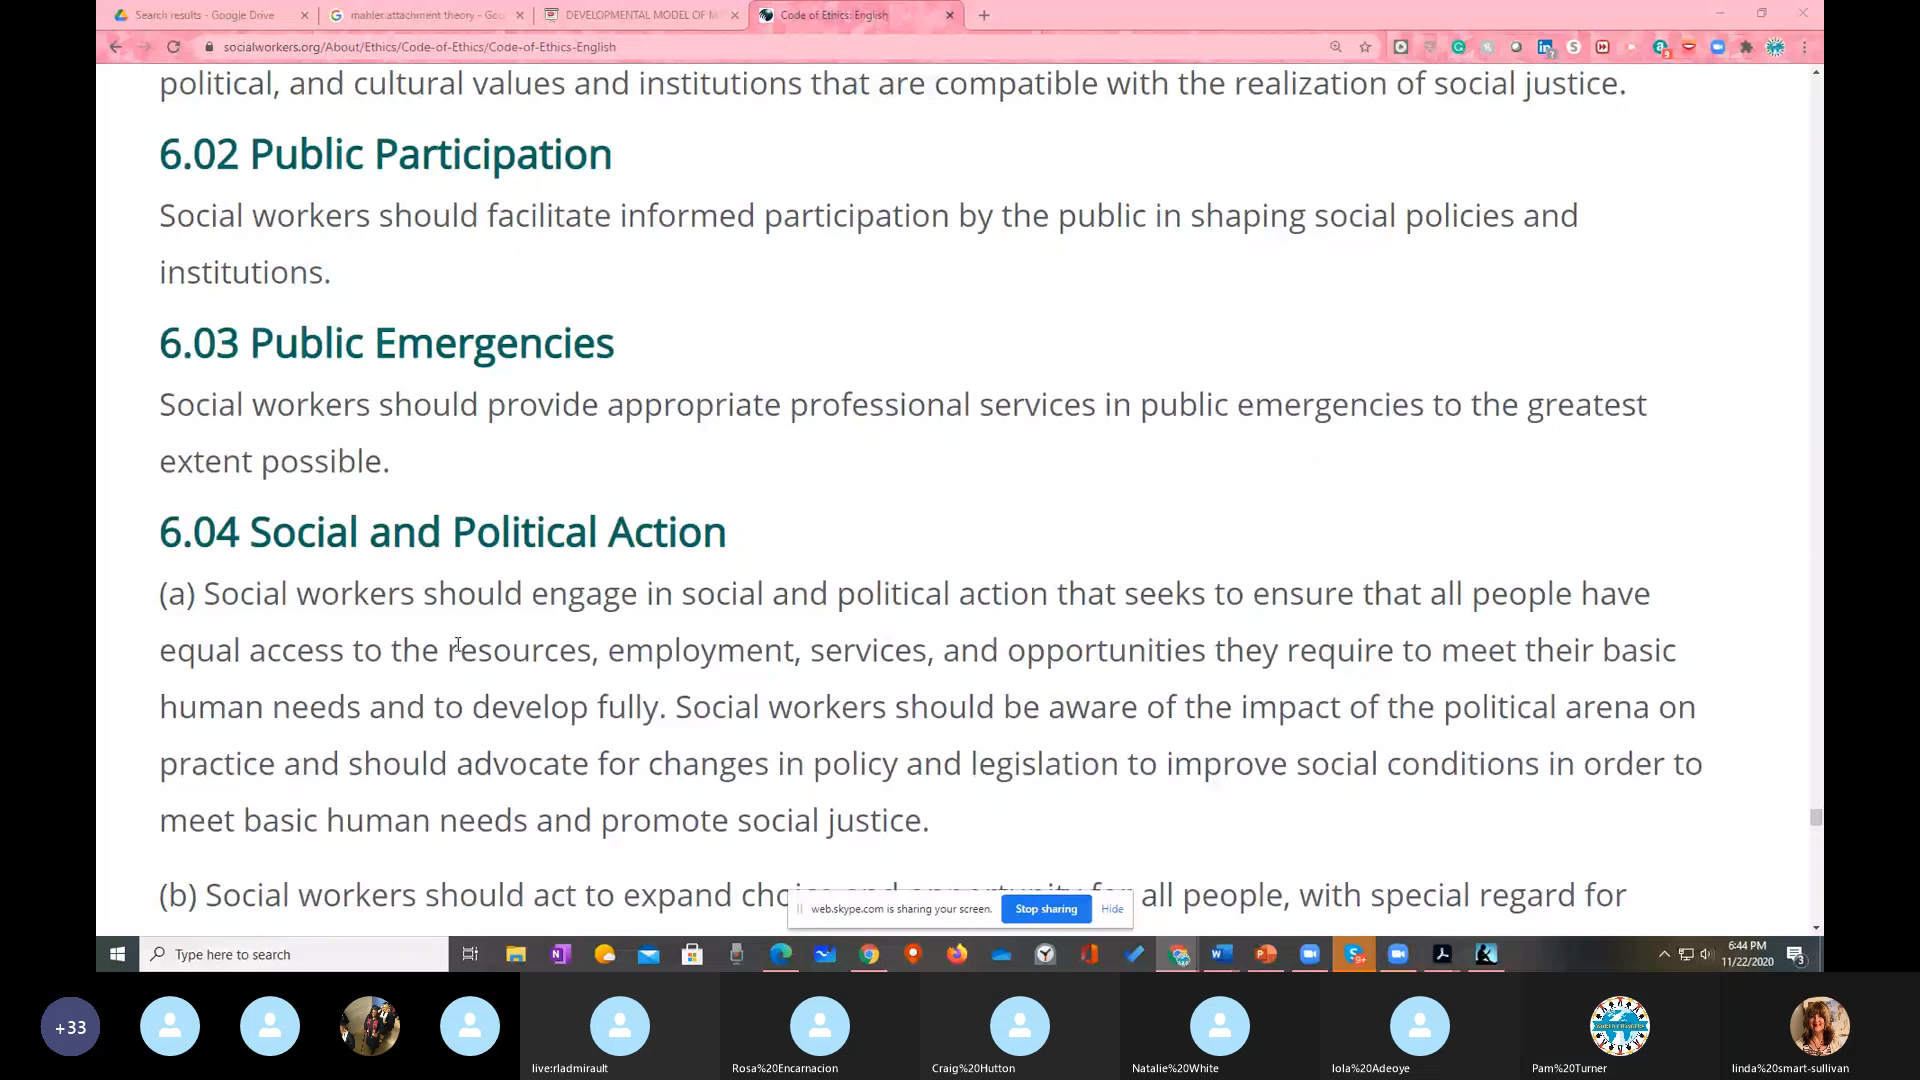 Search results - Google Drive
mahler attachment theory - Goo
DEVELOPMENTAL MODEL OF M
Code of Ethics: English
socialworkers.org/About/Ethics/Code-of-Ethics/Code-of-Ethics-English
political, and cultural values and institutions that are compatible with the realization of social justice.
6.02 Public Participation
Social workers should facilitate informed participation by the public in shaping social policies and
institutions.
6.03 Public Emergencies
Social workers should provide appropriate professional services in public emergencies to the greatest
extent possible.
6.04 Social and Political Action
(a) Social workers should engage in social and political action that seeks to ensure that all people have
equal access to the resources, employment, services, and opportunities they require to meet their basic
human needs and to develop fully. Social workers should be aware of the impact of the political arena on
practice and should advocate for changes in policy and legislation to improve social conditions in order to
meet basic human needs and promote social justice.
(b) Social workers should act to expand choice and opportunity for all people, with special regard for
web.skype.com is sharing your screen. Stop sharing Hide
Type here to search
6:44 PM
11/22/2020
+33
live:rladmirault
Rosa%20Encarnacion
Craig%20Hutton
Natalie%20White
Iola%20Adeoye
Pam%20Turner
linda%20smart-sullivan